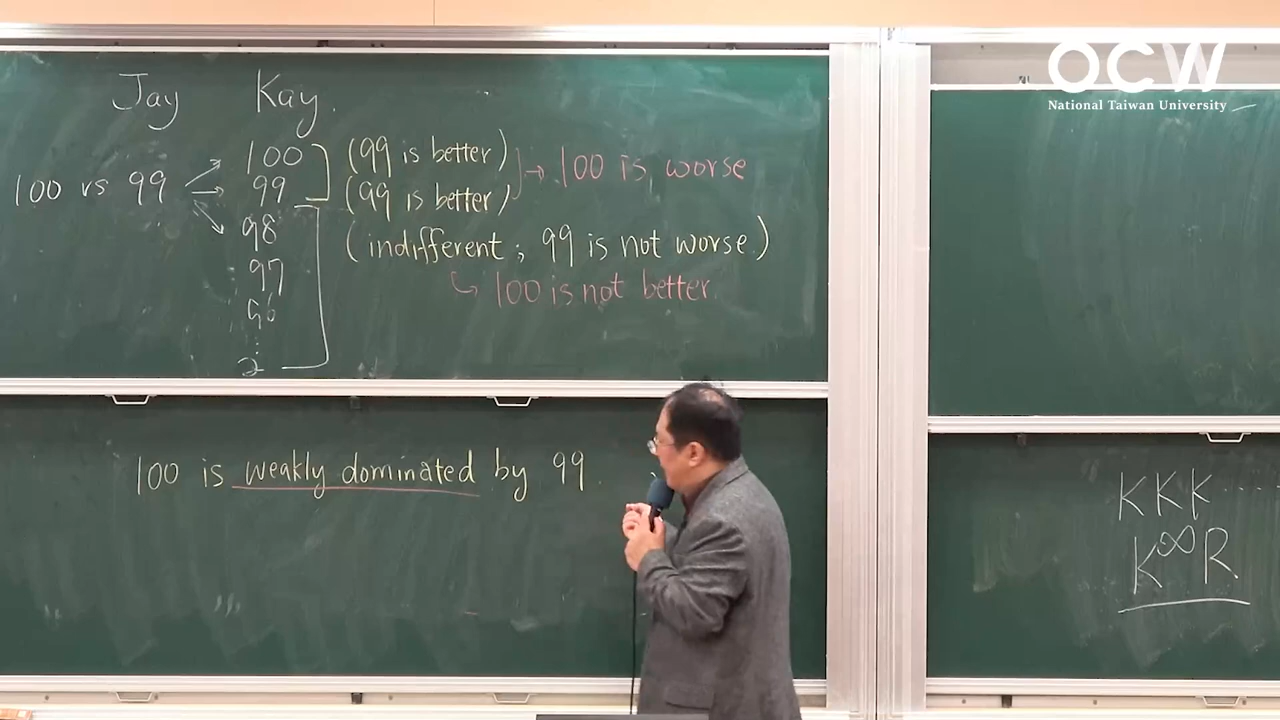 Jay Kay.
100 (99 is better) → 100 is worse
100 vs 99 99 (99 is better)
98 (indifferent ; 99 is not worse.)
97
↳ 100 is not better.
96
2
100 is weakly dominated by 99.
OCW
National Taiwan University
KKK....
K∞R